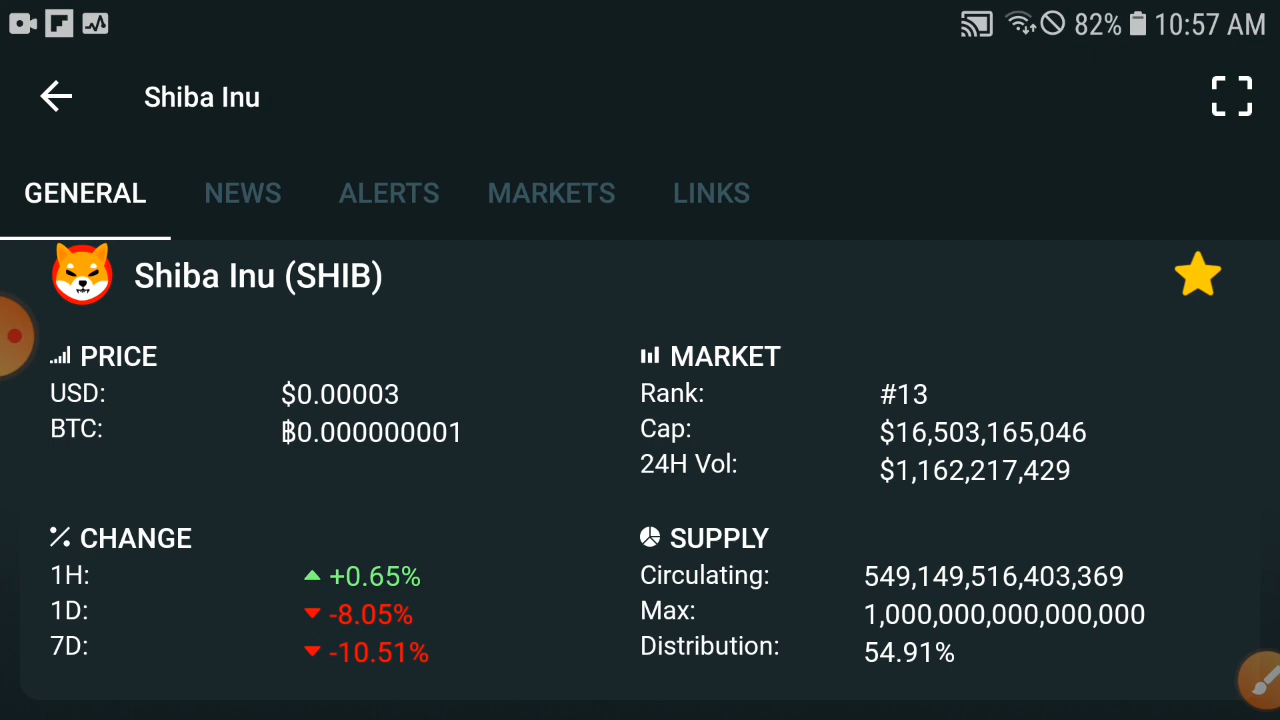 82% 10:57 AM
Shiba Inu
GENERAL NEWS ALERTS MARKETS LINKS
Shiba Inu (SHIB)
PRICE
USD: $0.00003
BTC: ₿0.000000001
MARKET
Rank: #13
Cap: $16,503,165,046
24H Vol: $1,162,217,429
CHANGE
1H: +0.65%
1D: -8.05%
7D: -10.51%
SUPPLY
Circulating: 549,149,516,403,369
Max: 1,000,000,000,000,000
Distribution: 54.91%